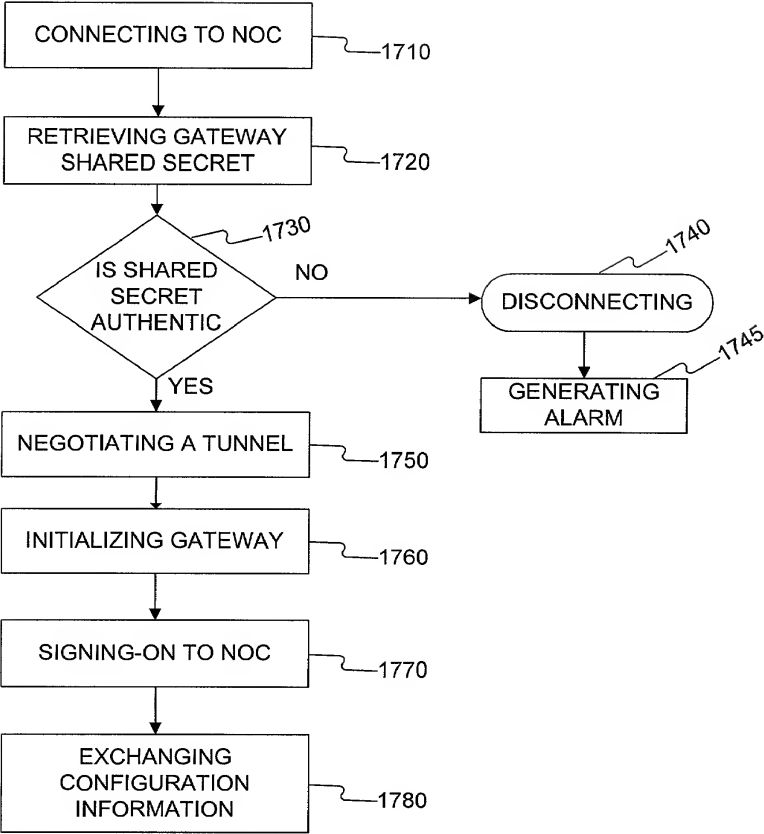 CONNECTING TO NOC
1710
RETRIEVING GATEWAY
SHARED SECRET
1720
1730
IS SHARED
SECRET
AUTHENTIC
NO
YES
1740
DISCONNECTING
1745
GENERATING
ALARM
NEGOTIATING A TUNNEL
1750
INITIALIZING GATEWAY
1760
SIGNING-ON TO NOC
1770
EXCHANGING
CONFIGURATION
INFORMATION
1780